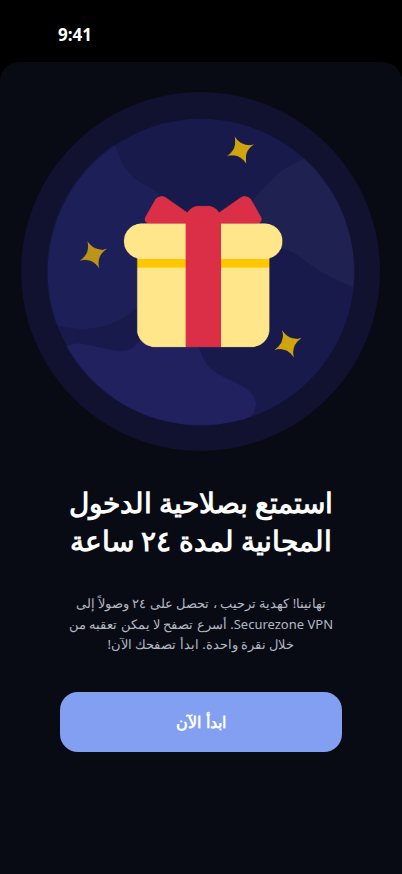 9:41
استمتع بصلاحية الدخول
المجانية لمدة ٢٤ ساعة
تهانينا! كهدية ترحيب ، تحصل على ٢٤ وصولاً إلى
Securezone VPN. أسرع تصفح لا يمكن تعقبه من
خلال نقرة واحدة. ابدأ تصفحك الآن!
ابدأ الآن